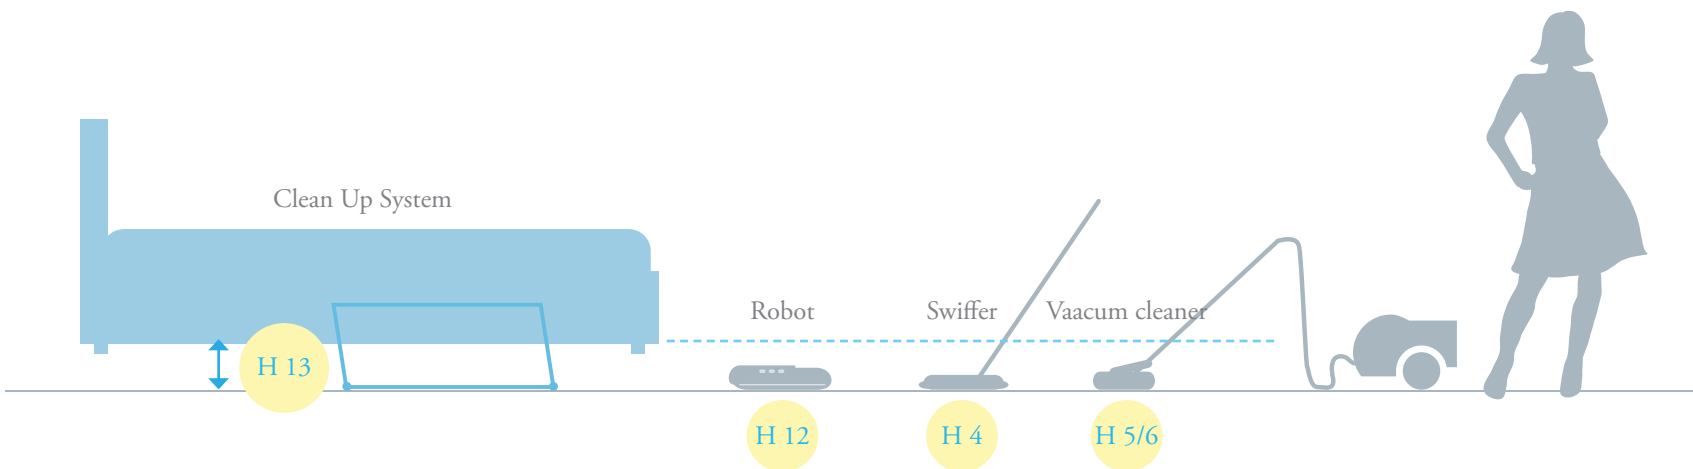 Clean Up System
Robot
Swiffer
Vaacum cleaner
H 13
H 12
H 4
H 5/6